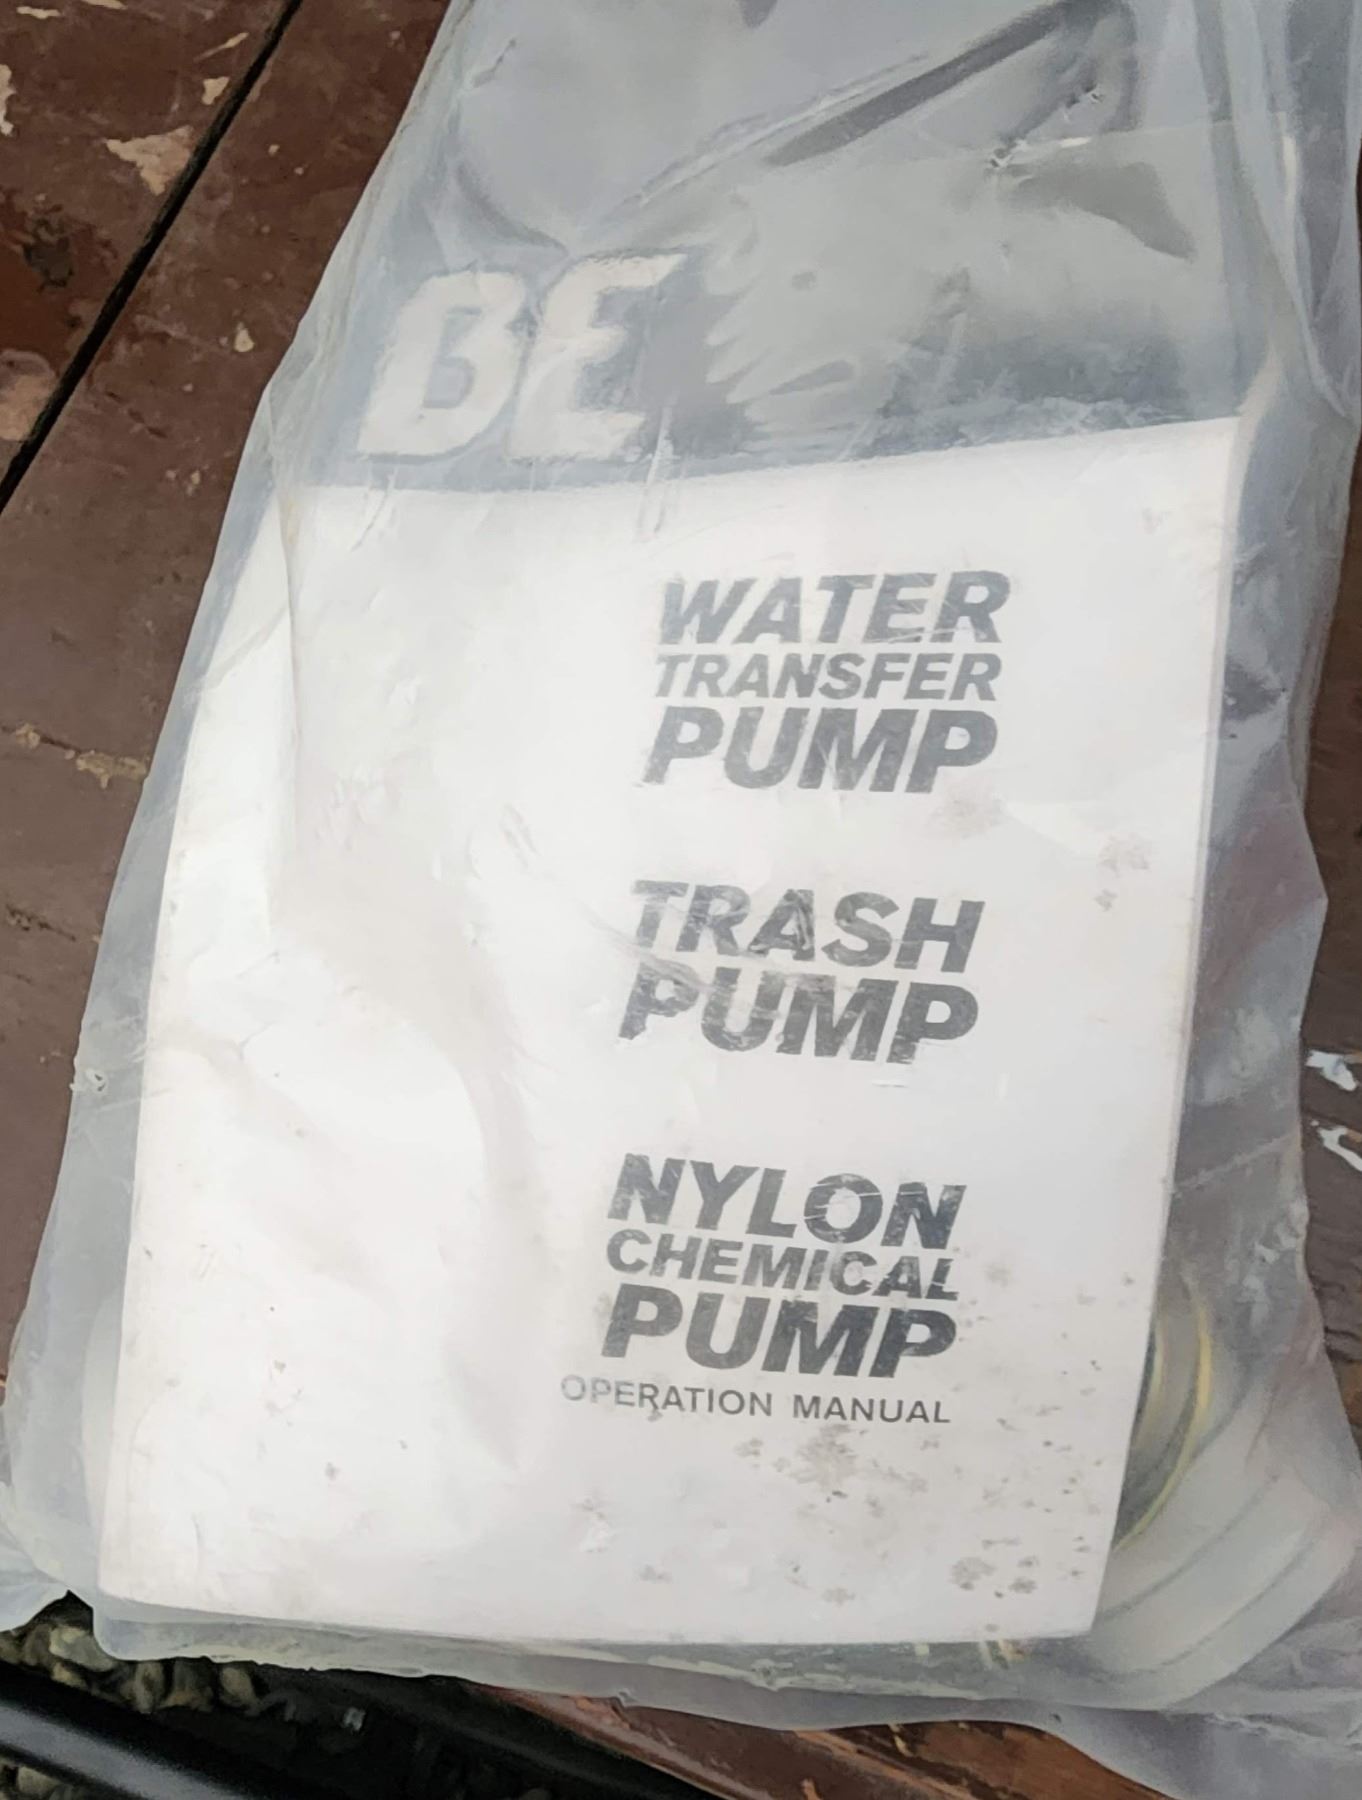 BE
WATER
TRANSFER
PUMP
TRASH
PUMP
NYLON
CHEMICAL
PUMP
OPERATION MANUAL